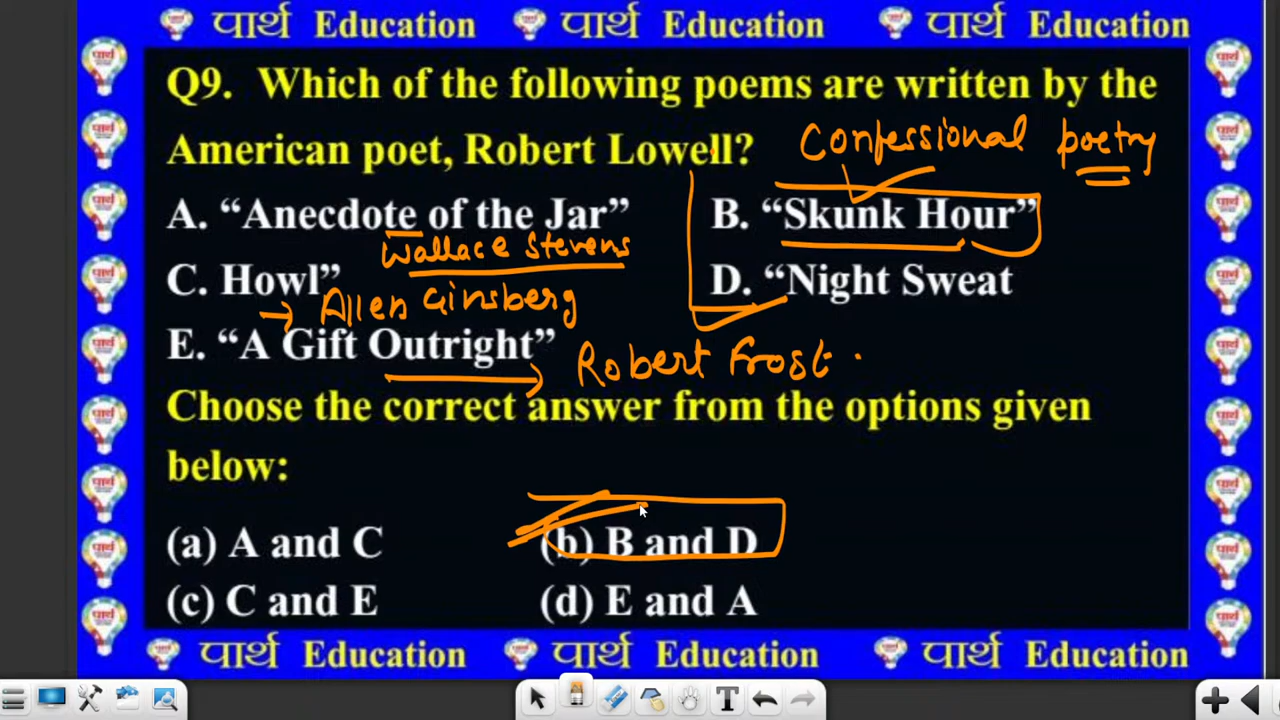 पार्थ Education पार्थ Education पार्थ Education
Q9. Which of the following poems are written by the
American poet, Robert Lowell?
Confessional poetry
A. “Anecdote of the Jar” B. “Skunk Hour”
Wallace Stevens
C. Howl” D. “Night Sweat
Allen Ginsberg
E. “A Gift Outright”
Robert Frost.
Choose the correct answer from the options given
below:
(a) A and C (b) B and D
(c) C and E (d) E and A
पार्थ Education पार्थ Education पार्थ Education